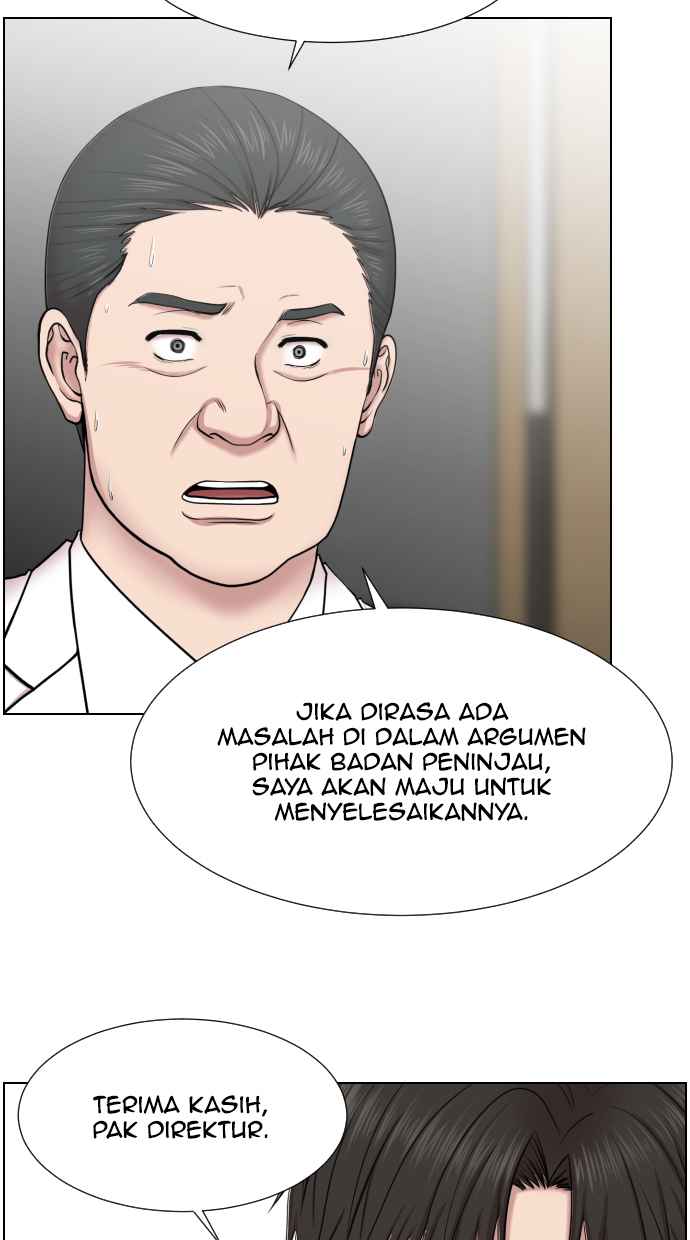 JIKA DIRASA ADA
MASALAH DI DALAM ARGUMEN
PIHAK BADAN PENINJAU,
SAYA AKAN MAJU UNTUK
MENYELESAIKANNYA.
TERIMA KASIH,
PAK DIREKTUR.